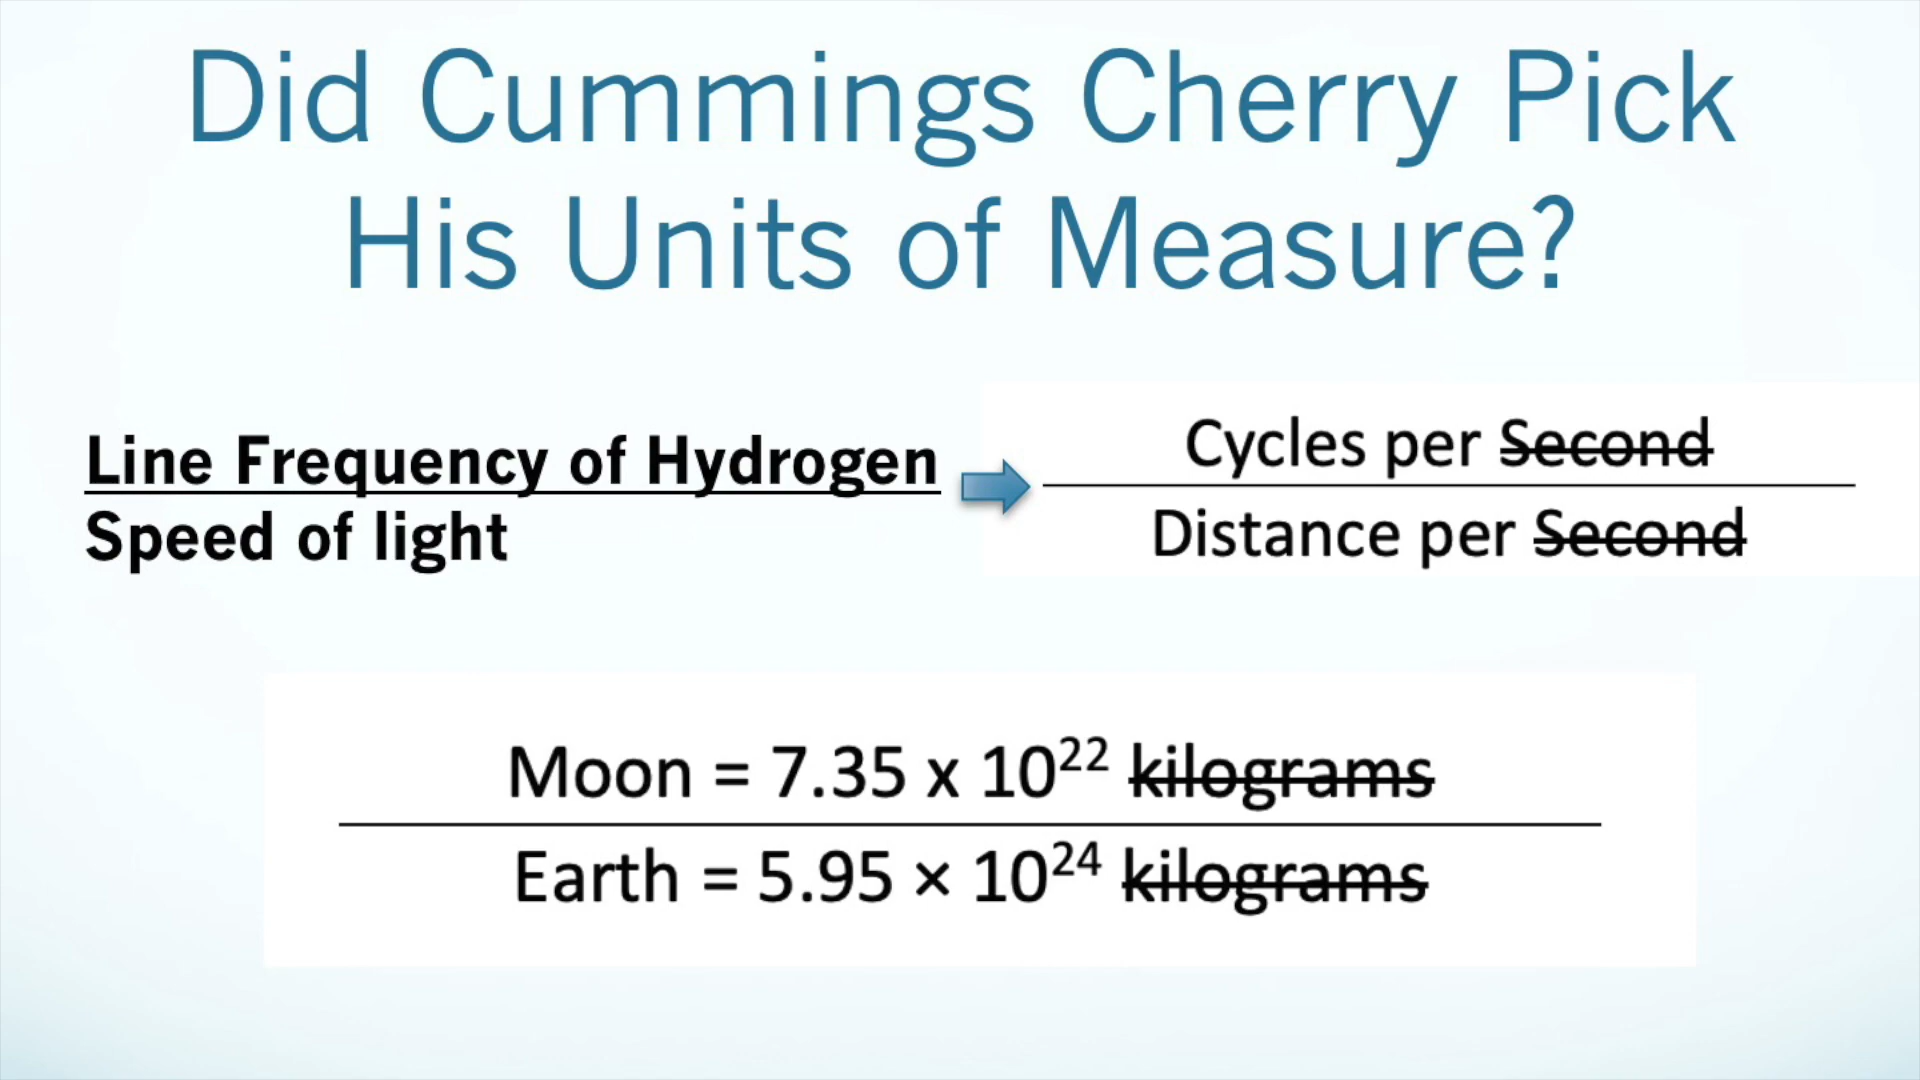 Did Cummings Cherry Pick
His Units of Measure?
Line Frequency of Hydrogen
Speed of light
Cycles per Second
Distance per Second
Moon = 7.35 x 10²² kilograms
Earth = 5.95 × 10²⁴ kilograms